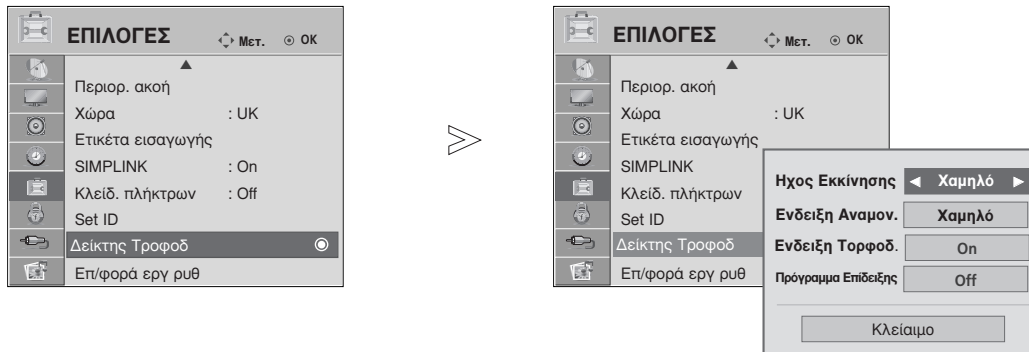 ΕΠΙΛΟΓΕΣ Μετ. OK
Περιορ. ακοή
Χώρα : UK
Ετικέτα εισαγωγής
SIMPLINK : On
Κλείδ. πλήκτρων : Off
Set ID
Δείκτης Τροφοδ
Επ/φορά εργ ρυθ
ΕΠΙΛΟΓΕΣ Μετ. OK
Περιορ. ακοή
Χώρα : UK
Ετικέτα εισαγωγής
SIMPLINK
Κλείδ. πλήκτρων
Set ID
Δείκτης Τροφοδ
Επ/φορά εργ ρυθ
Ηχος Εκκίνησης ◄ Χαμηλό ►
Ενδειξη Αναμον. Χαμηλό
Ενδειξη Τορφοδ. On
Πρόγραμμα Επίδειξης Off
Κλείαιμο